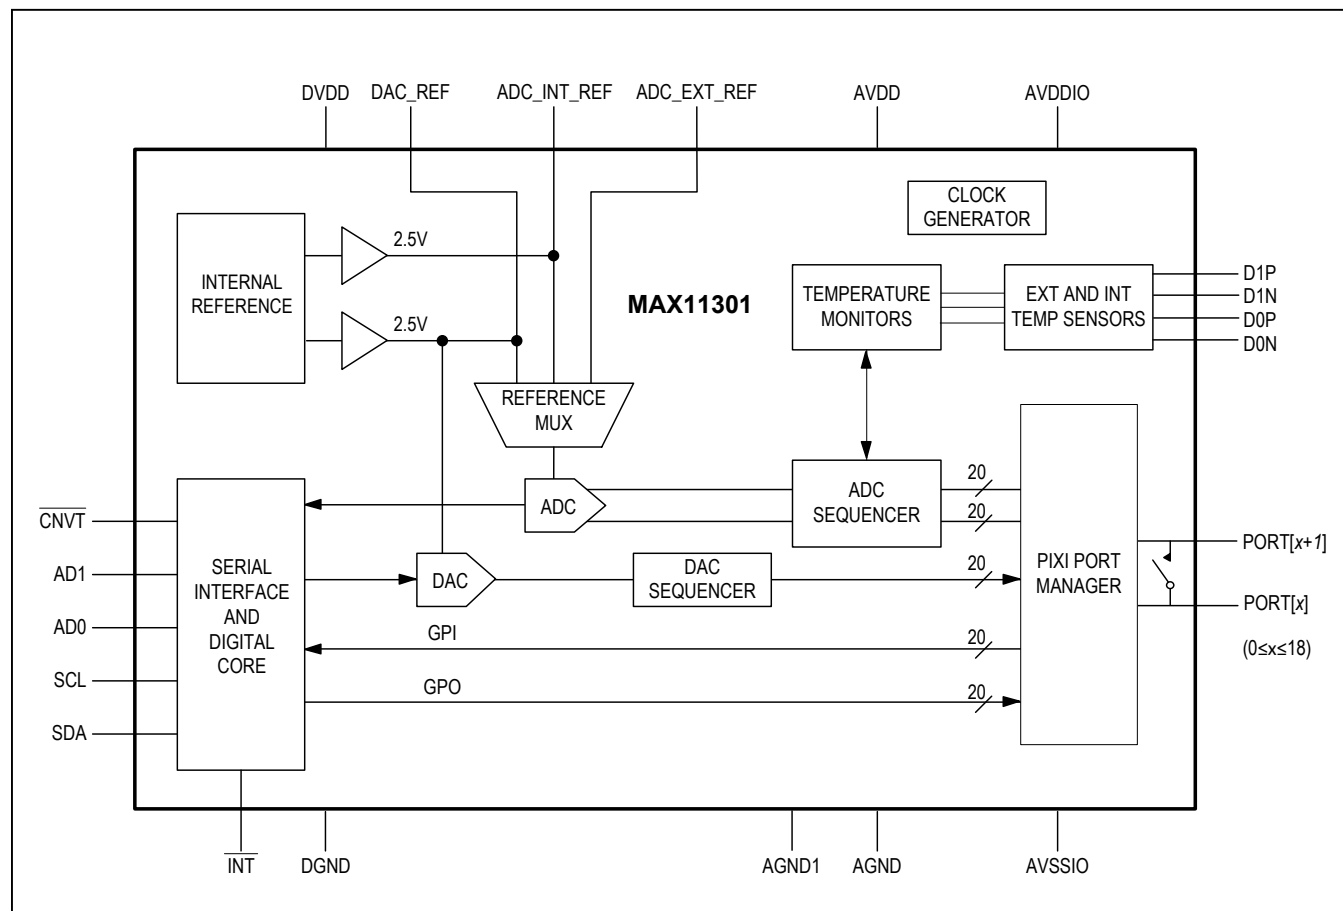 DVDD
DAC_REF
ADC_INT_REF
ADC_EXT_REF
AVDD
AVDDIO
CLOCK
GENERATOR
INTERNAL
REFERENCE
2.5V
2.5V
MAX11301
TEMPERATURE
MONITORS
EXT AND INT
TEMP SENSORS
D1P
D1N
D0P
D0N
REFERENCE
MUX
ADC
ADC
SEQUENCER
20
20
CNVT
AD1
AD0
SCL
SDA
SERIAL
INTERFACE
AND
DIGITAL
CORE
DAC
DAC
SEQUENCER
20
GPI
20
GPO
20
PIXI PORT
MANAGER
PORT[x+1]
PORT[x]
(0≤x≤18)
INT
DGND
AGND1
AGND
AVSSIO